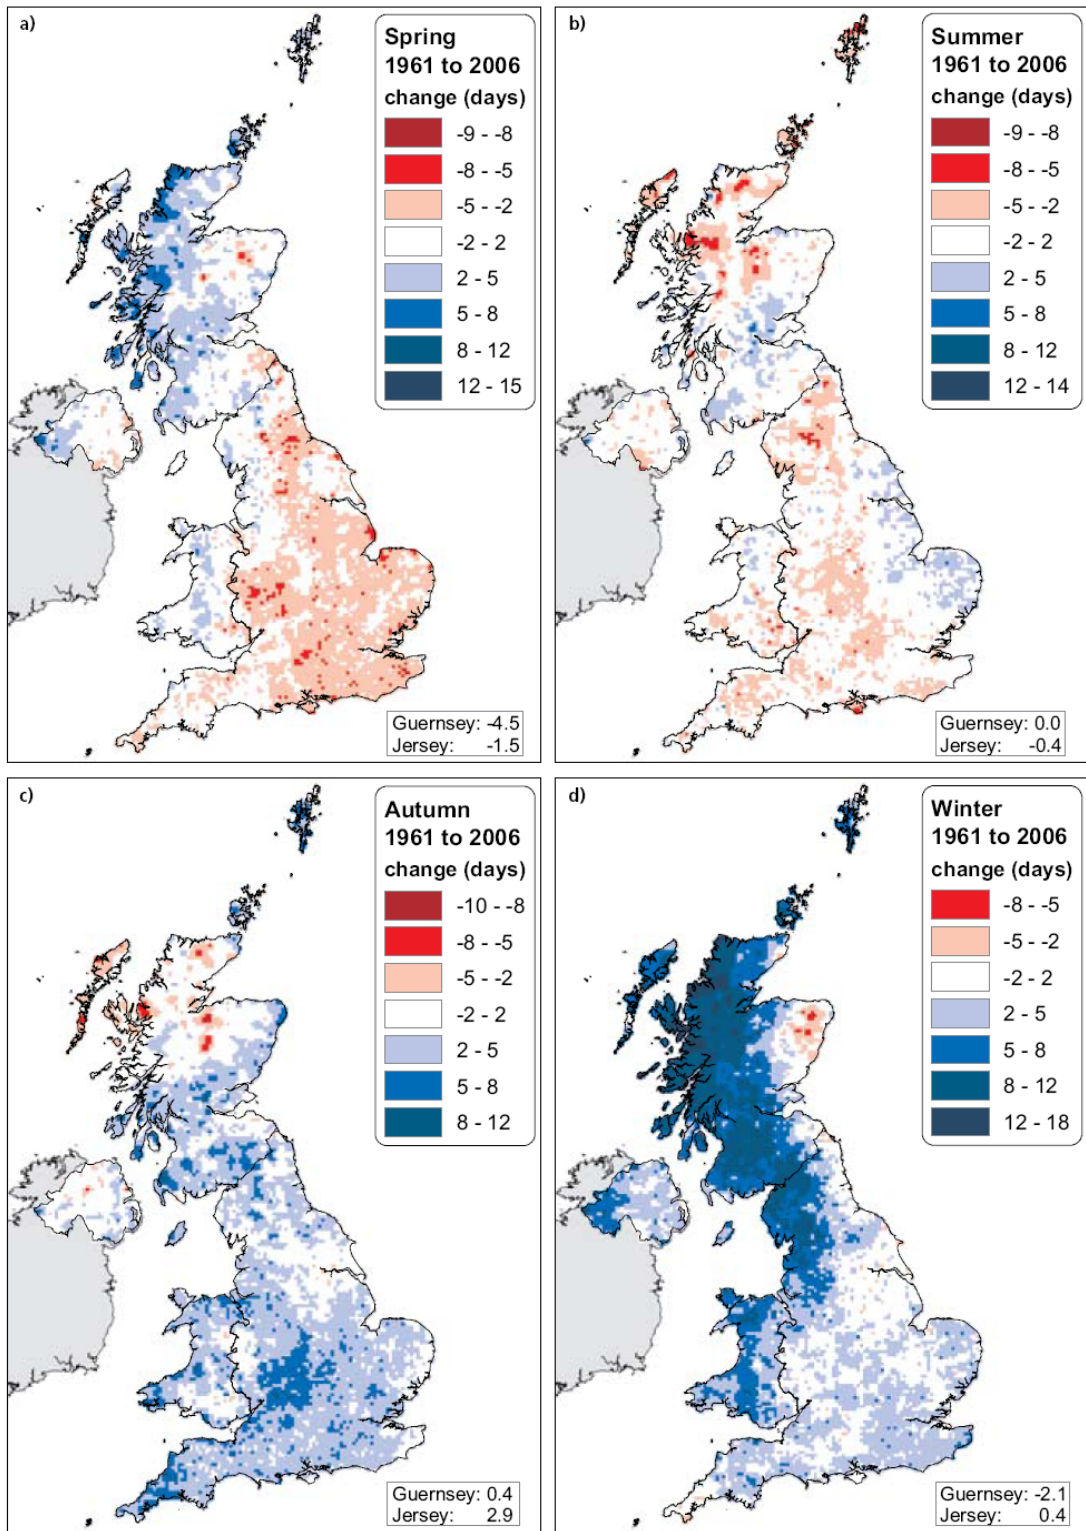 a)
Spring
1961 to 2006
change (days)
-9 - -8
-8 - -5
-5 - -2
-2 - 2
2 - 5
5 - 8
8 - 12
12 - 15
Guernsey: -4.5
Jersey: -1.5
b)
Summer
1961 to 2006
change (days)
-9 - -8
-8 - -5
-5 - -2
-2 - 2
2 - 5
5 - 8
8 - 12
12 - 14
Guernsey: 0.0
Jersey: -0.4
c)
Autumn
1961 to 2006
change (days)
-10 - -8
-8 - -5
-5 - -2
-2 - 2
2 - 5
5 - 8
8 - 12
Guernsey: 0.4
Jersey: 2.9
d)
Winter
1961 to 2006
change (days)
-8 - -5
-5 - -2
-2 - 2
2 - 5
5 - 8
8 - 12
12 - 18
Guernsey: -2.1
Jersey: 0.4